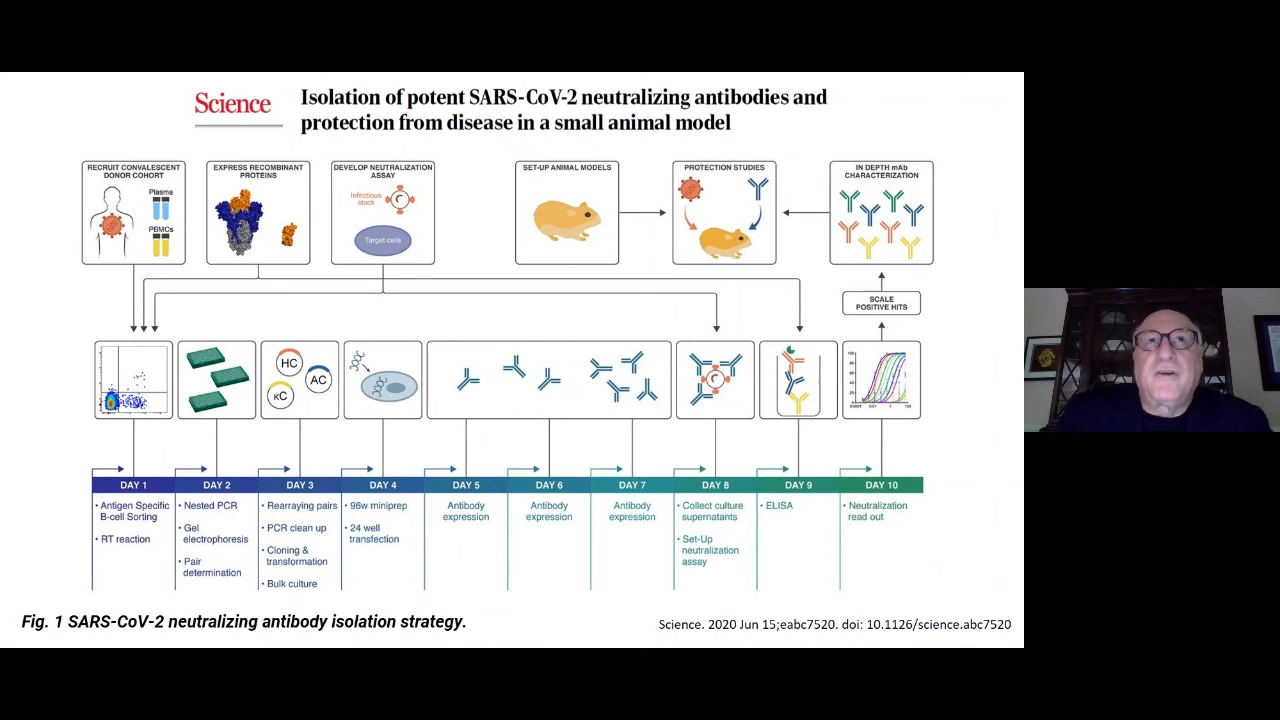 Science
Isolation of potent SARS-CoV-2 neutralizing antibodies and
protection from disease in a small animal model
RECRUIT CONVALESCENT
DONOR COHORT
Plasma
PBMCs
EXPRESS RECOMBINANT
PROTEINS
DEVELOP NEUTRALIZATION
ASSAY
Infectious
stock
Target cells
SET-UP ANIMAL MODELS
PROTECTION STUDIES
IN DEPTH mAb
CHARACTERIZATION
SCALE
POSITIVE HITS
HC
κC
AC
DAY 1
• Antigen Specific
B-cell Sorting
• RT reaction
DAY 2
• Nested PCR
• Gel
electrophoresis
• Pair
determination
DAY 3
• Rearraying pairs
• PCR clean up
• Cloning &
transformation
• Bulk culture
DAY 4
• 96w miniprep
• 24 well
transfection
DAY 5
Antibody
expression
DAY 6
Antibody
expression
DAY 7
Antibody
expression
DAY 8
• Collect culture
supernatants
• Set-Up
neutralization
assay
DAY 9
• ELISA
DAY 10
• Neutralization
read out
Fig. 1 SARS-CoV-2 neutralizing antibody isolation strategy.
Science. 2020 Jun 15;eabc7520. doi: 10.1126/science.abc7520